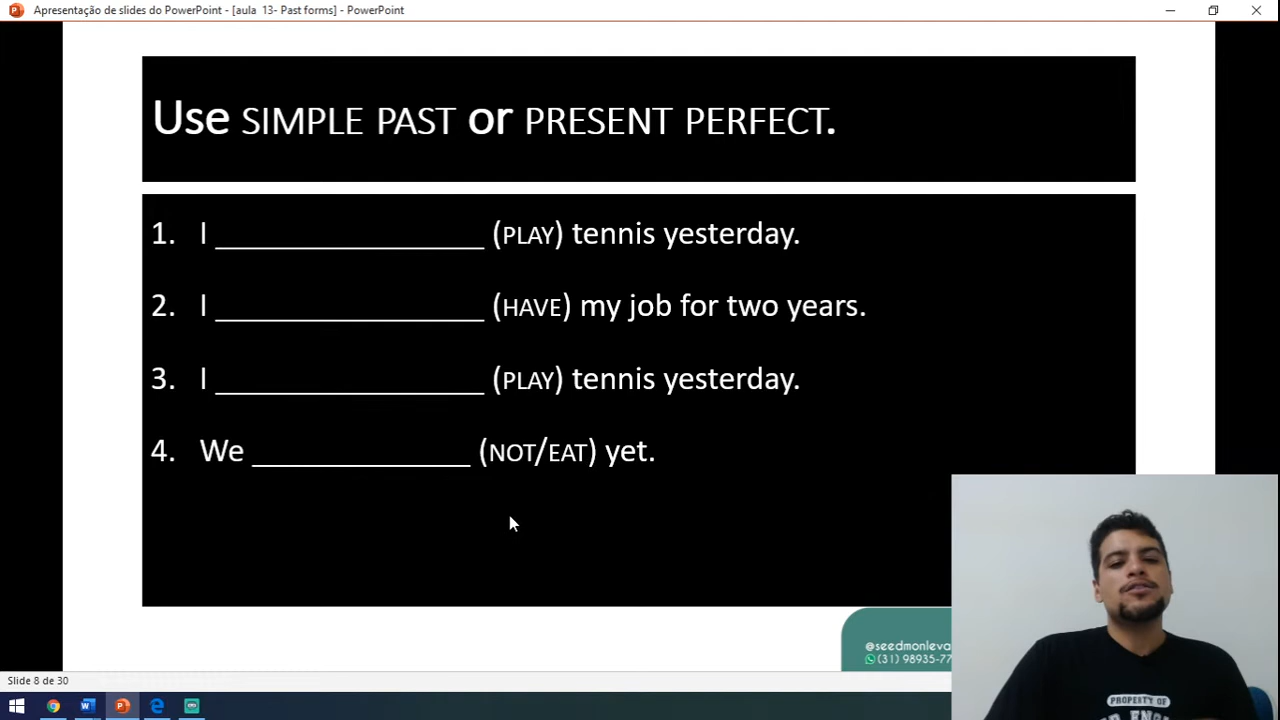 Apresentação de slides do PowerPoint - [aula  13- Past forms] - PowerPoint
Use SIMPLE PAST or PRESENT PERFECT.
1. I ________________ (PLAY) tennis yesterday.
2. I ________________ (HAVE) my job for two years.
3. I ________________ (PLAY) tennis yesterday.
4. We _____________ (NOT/EAT) yet.
@seedmonleva
(31) 98935-77
PROPERTY OF
Slide 8 de 30